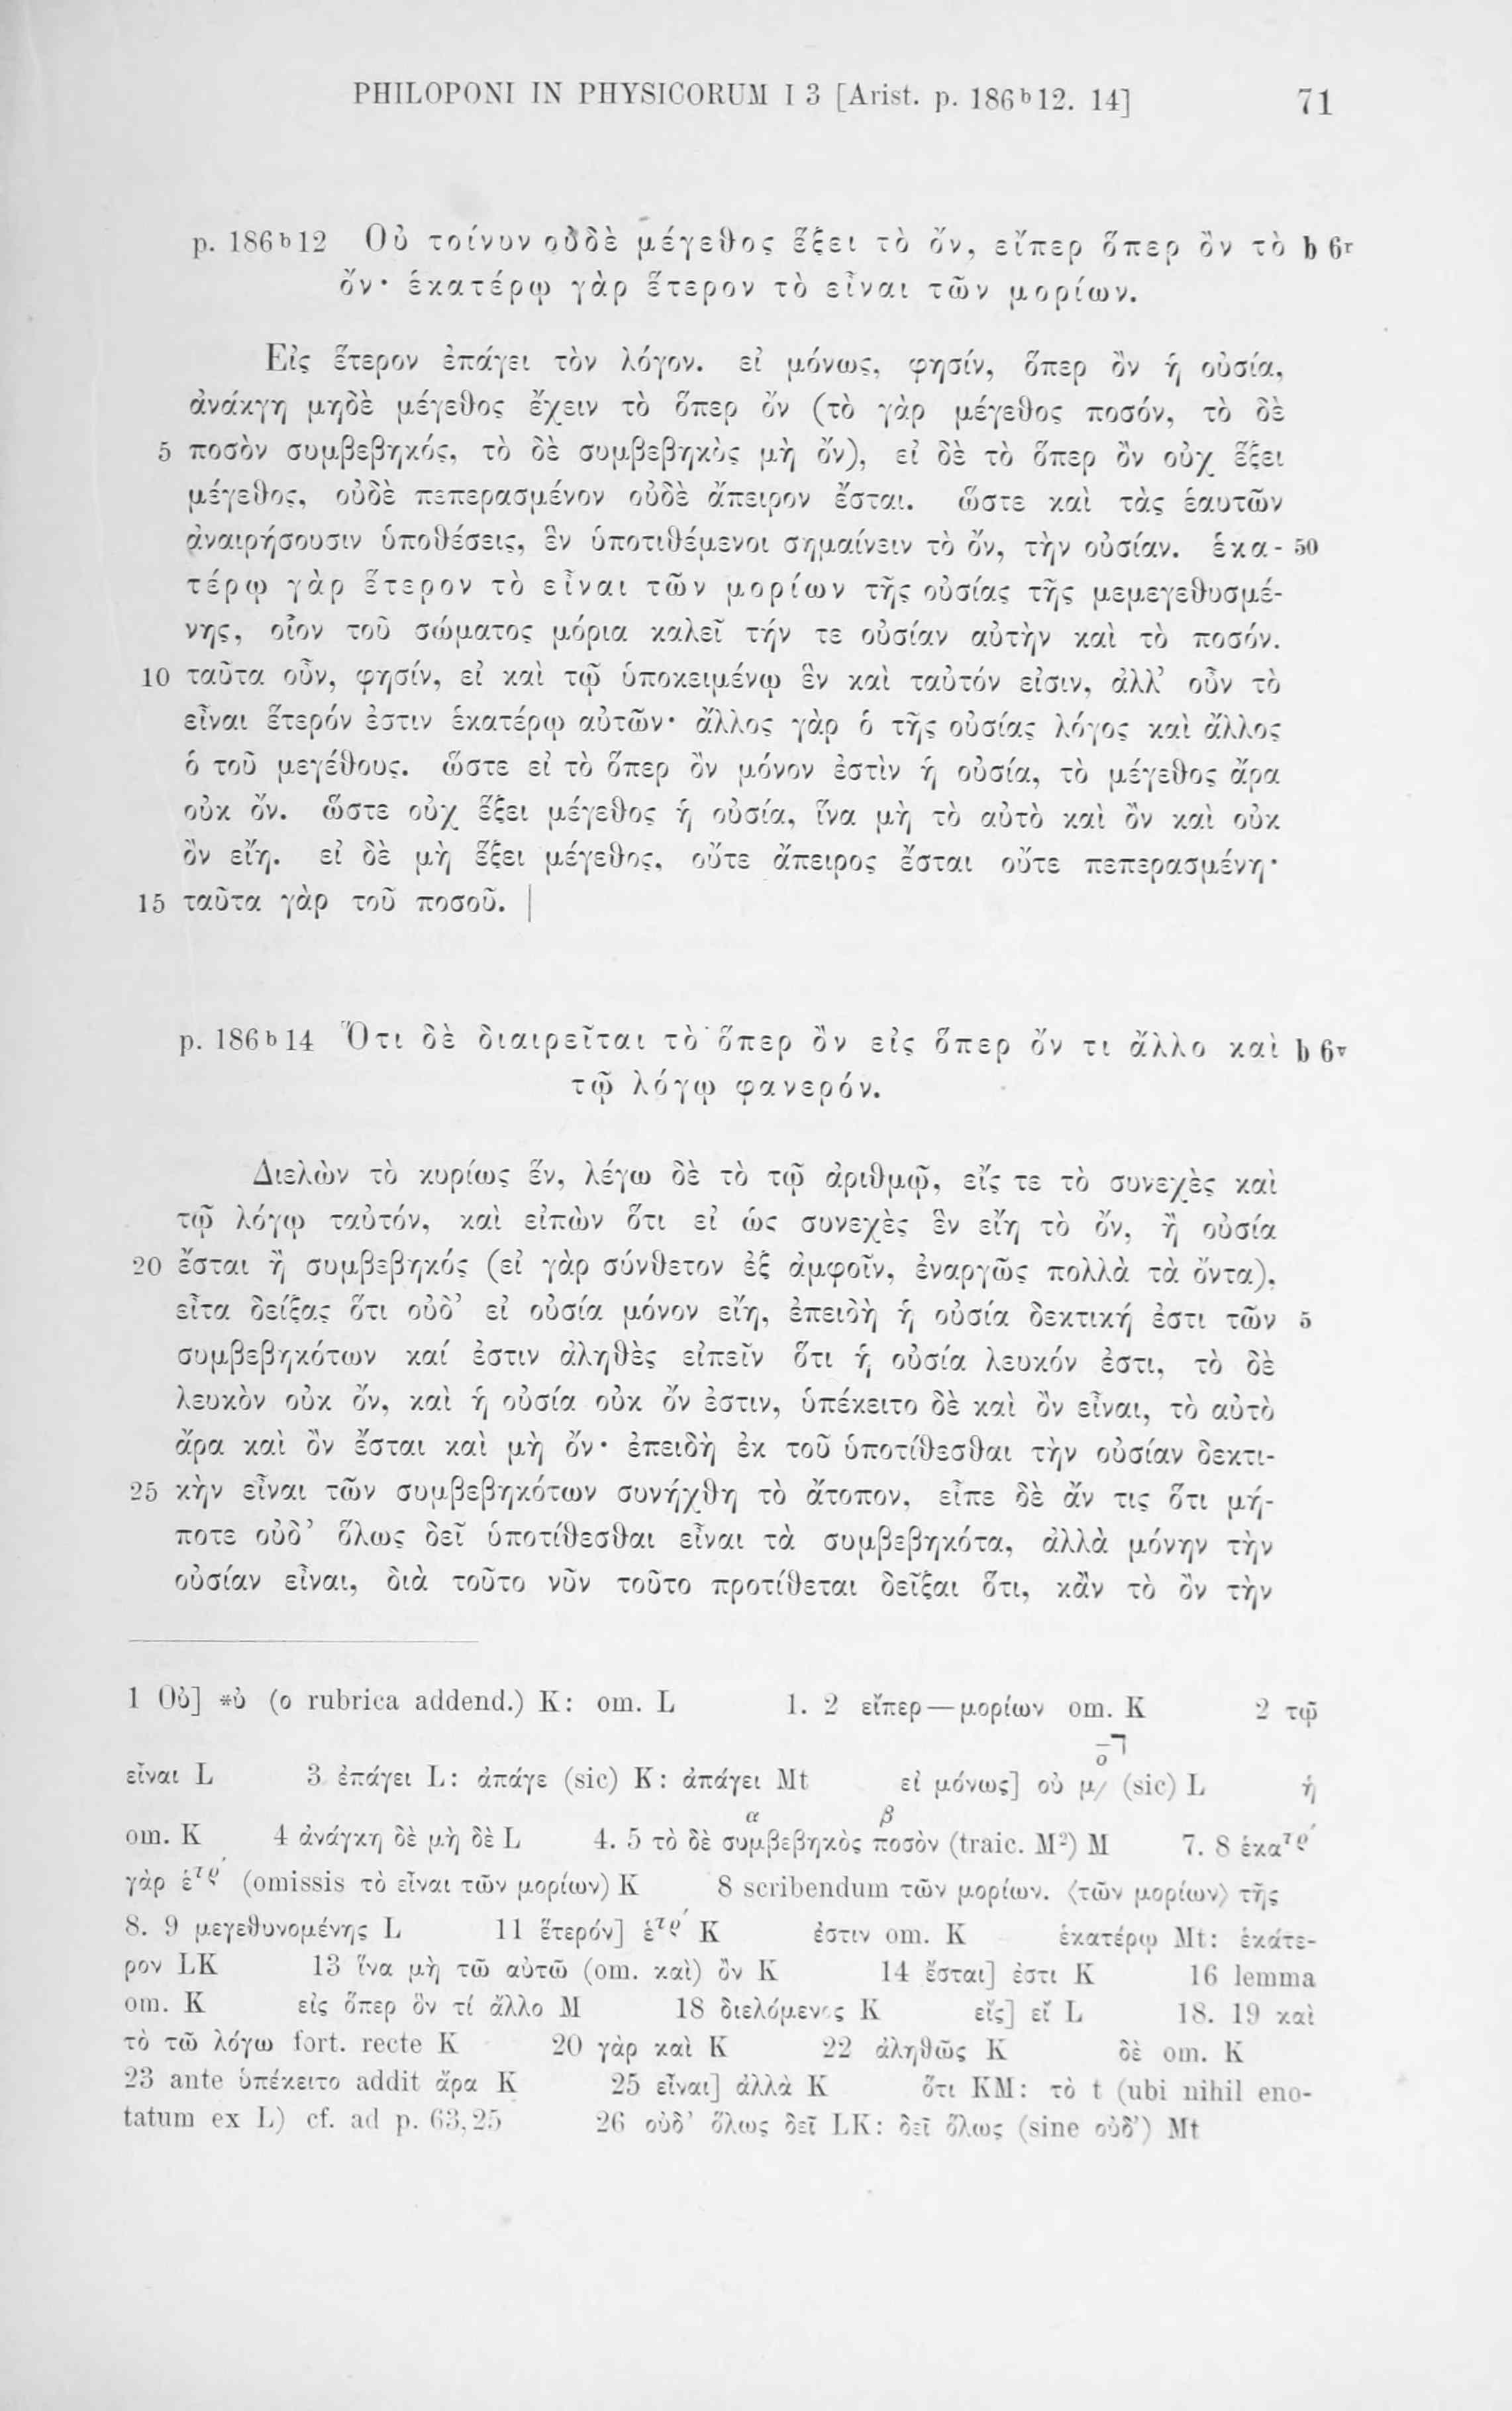 PHILOPONI IN PHYSICORUM I 3 [Arist. p. 186ᵇ12. 14] 71
p. 186ᵇ12 Οὐ τοίνυν οὐδὲ μέγεθος ἕξει τὸ ὄν, εἴπερ ὅπερ ὂν τὸ b 6ʳ
ὄν· ἑκατέρῳ γὰρ ἕτερον τὸ εἶναι τῶν μορίων.
Εἰς ἕτερον ἐπάγει τὸν λόγον. εἰ μόνως, φησίν, ὅπερ ὂν ἡ οὐσία,
ἀνάκγη μηδὲ μέγεθος ἔχειν τὸ ὅπερ ὄν (τὸ γὰρ μέγεθος ποσόν, τὸ δὲ
5 ποσὸν συμβεβηκός, τὸ δὲ συμβεβηκὸς μὴ ὄν), εἰ δὲ τὸ ὅπερ ὂν οὐχ ἕξει
μέγεθος, οὐδὲ πεπερασμένον οὐδὲ ἄπειρον ἔσται. ὥστε καὶ τὰς ἑαυτῶν
ἀναιρήσουσιν ὑποθέσεις, ἓν ὑποτιθέμενοι σημαίνειν τὸ ὄν, τὴν οὐσίαν. ἑκα- 50
τέρῳ γὰρ ἕτερον τὸ εἶναι τῶν μορίων τῆς οὐσίας τῆς μεμεγεθυσμέ-
νης, οἷον τοῦ σώματος μόρια καλεῖ τήν τε οὐσίαν αὐτὴν καὶ τὸ ποσόν.
10 ταῦτα οὖν, φησίν, εἰ καὶ τῷ ὑποκειμένῳ ἓν καὶ ταὐτόν εἰσιν, ἀλλ’ οὖν τὸ
εἶναι ἕτερόν ἐστιν ἑκατέρῳ αὐτῶν· ἄλλος γὰρ ὁ τῆς οὐσίας λόγος καὶ ἄλλος
ὁ τοῦ μεγέθους. ὥστε εἰ τὸ ὅπερ ὂν μόνον ἐστὶν ἡ οὐσία, τὸ μέγεθος ἄρα
οὐκ ὄν. ὥστε οὐχ ἕξει μέγεθος ἡ οὐσία, ἵνα μὴ τὸ αὐτὸ καὶ ὂν καὶ οὐκ
ὂν εἴη. εἰ δὲ μὴ ἕξει μέγεθος, οὔτε ἄπειρος ἔσται οὔτε πεπερασμένη·
15 ταῦτα γὰρ τοῦ ποσοῦ. |
p. 186ᵇ14 Ὅτι δὲ διαιρεῖται τὸ ὅπερ ὂν εἰς ὅπερ ὄν τι ἄλλο καὶ b 6ᵛ
τῷ λόγῳ φανερόν.
Διελὼν τὸ κυρίως ἕν, λέγω δὲ τὸ τῷ ἀριθμῷ, εἴς τε τὸ συνεχὲς καὶ
τῷ λόγῳ ταὐτόν, καὶ εἰπὼν ὅτι εἰ ὡς συνεχὲς ἓν εἴη τὸ ὄν, ἢ οὐσία
20 ἔσται ἢ συμβεβηκός (εἰ γὰρ σύνθετον ἐξ ἀμφοῖν, ἐναργῶς πολλὰ τὰ ὄντα),
εἶτα δείξας ὅτι οὐδ’ εἰ οὐσία μόνον εἴη, ἐπειδὴ ἡ οὐσία δεκτική ἐστι τῶν 5
συμβεβηκότων καί ἐστιν ἀληθὲς εἰπεῖν ὅτι ἡ οὐσία λευκόν ἐστι, τὸ δὲ
λευκὸν οὐκ ὄν, καὶ ἡ οὐσία οὐκ ὄν ἐστιν, ὑπέκειτο δὲ καὶ ὂν εἶναι, τὸ αὐτὸ
ἄρα καὶ ὂν ἔσται καὶ μὴ ὄν· ἐπειδὴ ἐκ τοῦ ὑποτίθεσθαι τὴν οὐσίαν δεκτι-
25 κὴν εἶναι τῶν συμβεβηκότων συνήχθη τὸ ἄτοπον, εἶπε δὲ ἄν τις ὅτι μή-
ποτε οὐδ’ ὅλως δεῖ ὑποτίθεσθαι εἶναι τὰ συμβεβηκότα, ἀλλὰ μόνην τὴν
οὐσίαν εἶναι, διὰ τοῦτο νῦν τοῦτο προτίθεται δεῖξαι ὅτι, κἂν τὸ ὂν τὴν
1 Οὐ] *ὐ (ο rubrica addend.) K: om. L 1. 2 εἴπερ—μορίων om. K 2 τῷ
εἶναι L 3 ἐπάγει L: ἀπάγε (sic) K: ἀπάγει Mt εἰ μόνως] οὐ (sic) L ἡ
om. K 4 ἀνάγκη δὲ μὴ δὲ L 4. 5 τὸ δὲ συμβεβηκὸς ποσὸν (traic. M²) M 7. 8 ἑκατρ´
γὰρ ἑτρ´ (omissis τὸ εἶναι τῶν μορίων) K 8 scribendum τῶν μορίων. ⟨τῶν μορίων⟩ τῆς
8. 9 μεγεθυνομένης L 11 ἕτερόν] ἑτρ´ K ἐστιν om. K ἑκατέρῳ Mt: ἑκάτε-
ρον LK 13 ἵνα μὴ τῶ αὐτῶ (om. καὶ) ὂν K 14 ἔσται] ἐστι K 16 lemma
om. K εἰς ὅπερ ὂν τί ἄλλο M 18 διελόμενος K εἴς] εἴ L 18. 19 καὶ
τὸ τῶ λόγω fort. recte K 20 γὰρ καὶ K 22 ἀληθῶς K δὲ om. K
23 ante ὑπέκειτο addit ἄρα K 25 εἶναι] ἀλλὰ K ὅτι KM: τὸ t (ubi nihil eno-
tatum ex L) cf. ad p. 63,25 26 οὐδ’ ὅλως δεῖ LK: δεῖ ὅλως (sine οὐδ’) Mt